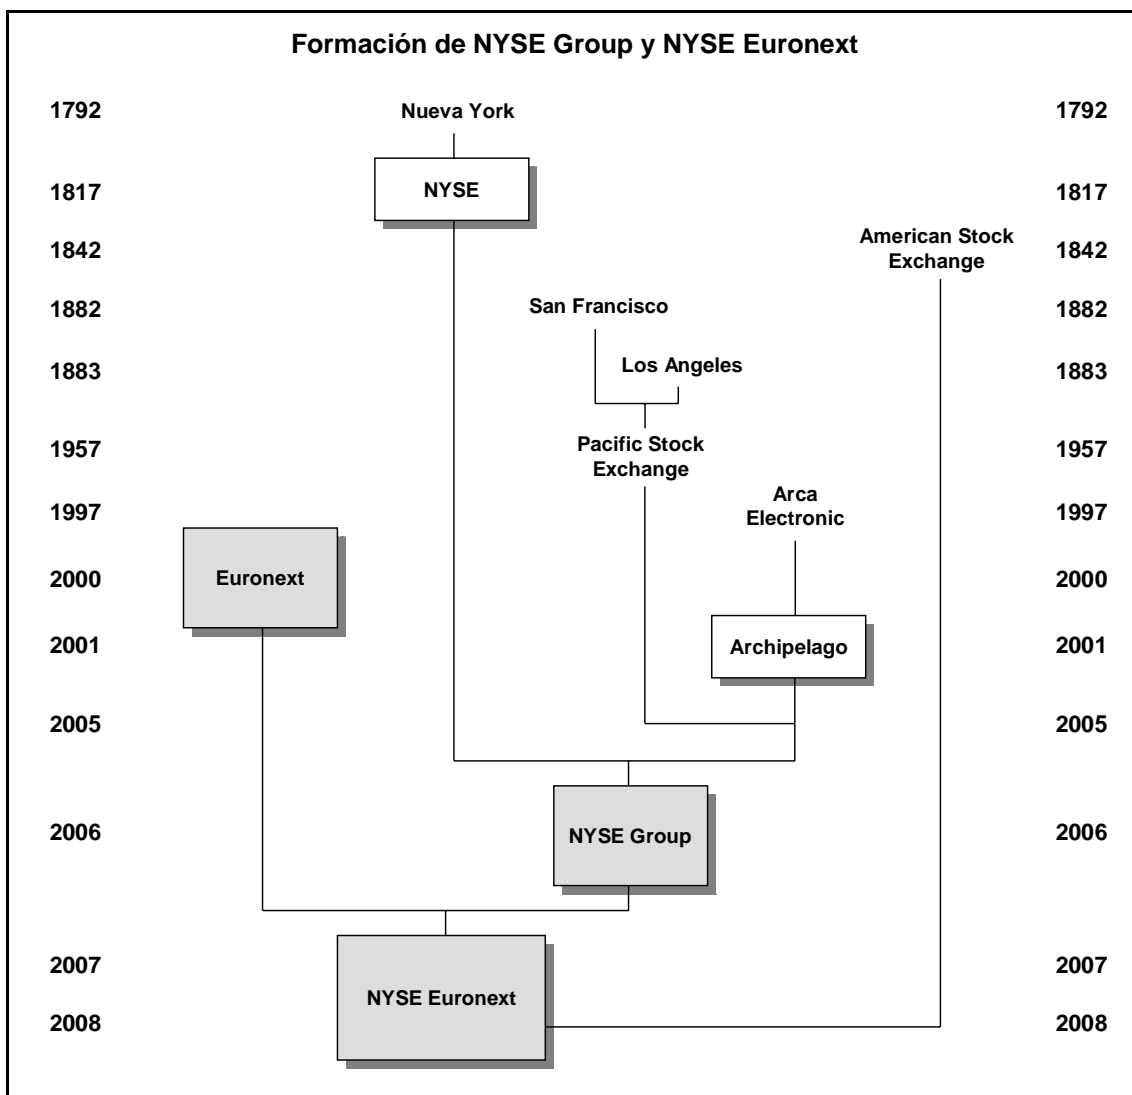 Formación de NYSE Group y NYSE Euronext
1792 Nueva York 1792
NYSE
1817 1817
American Stock
1842 Exchange 1842
1882 San Francisco 1882
1883 Los Angeles 1883
Pacific Stock
1957 Exchange 1957
Arca
1997 Electronic 1997
2000 Euronext 2000
2001 Archipelago 2001
2005 2005
2006 NYSE Group 2006
2007 2007
NYSE Euronext
2008 2008